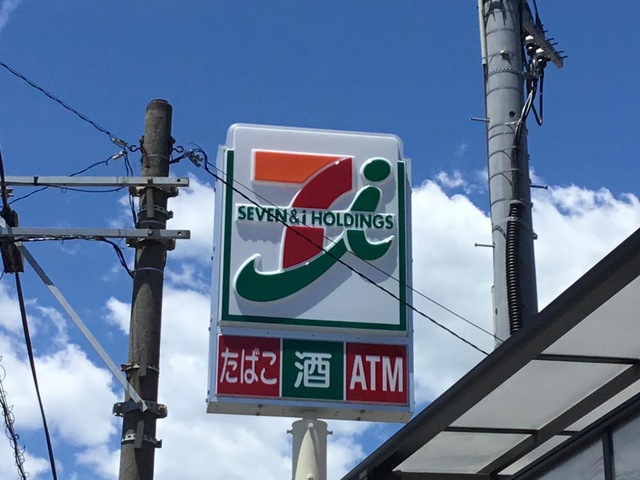 SEVEN&i HOLDINGS
たばこ 酒 ATM